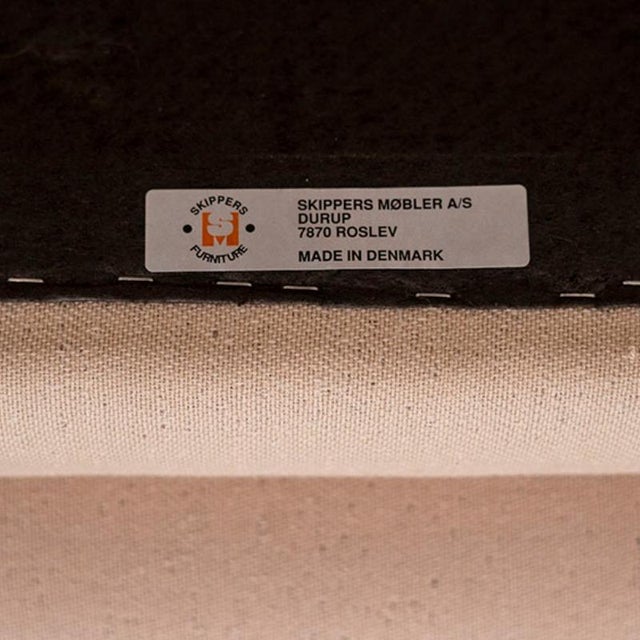 SKIPPERS
SM
FURNITURE
SKIPPERS MØBLER A/S
DURUP
7870 ROSLEV
MADE IN DENMARK